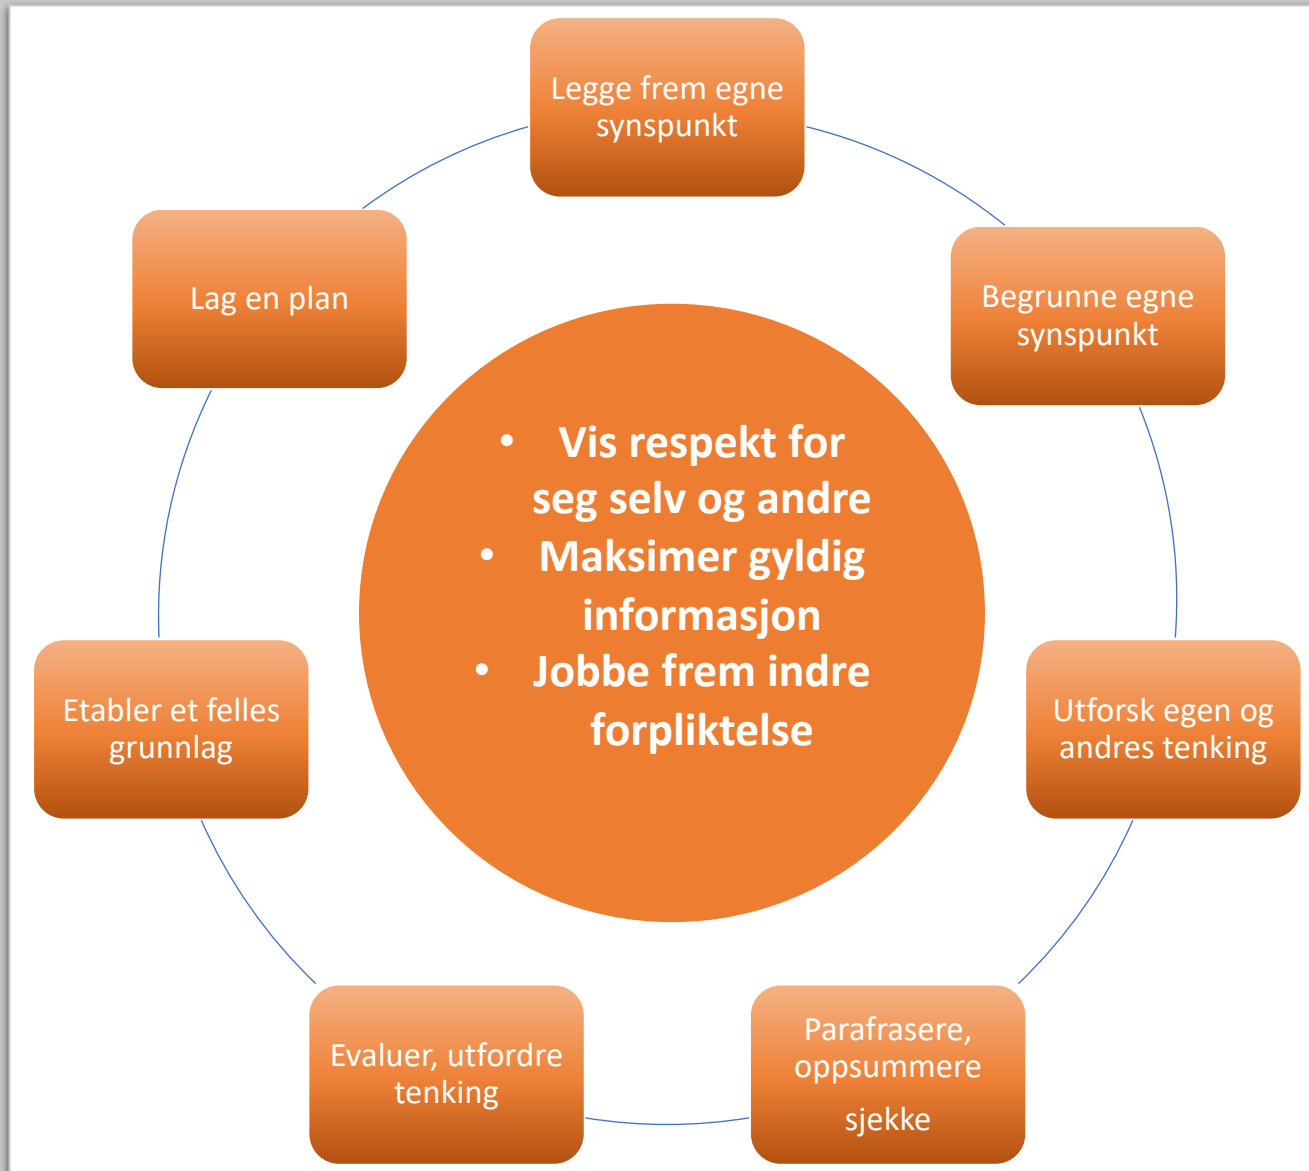 Legge frem egne
synspunkt
Begrunne egne
synspunkt
Utforsk egen og
andres tenking
Parafrasere,
oppsummere
sjekke
Evaluer, utfordre
tenking
Etabler et felles
grunnlag
Lag en plan
• Vis respekt for
seg selv og andre
• Maksimer gyldig
informasjon
• Jobbe frem indre
forpliktelse